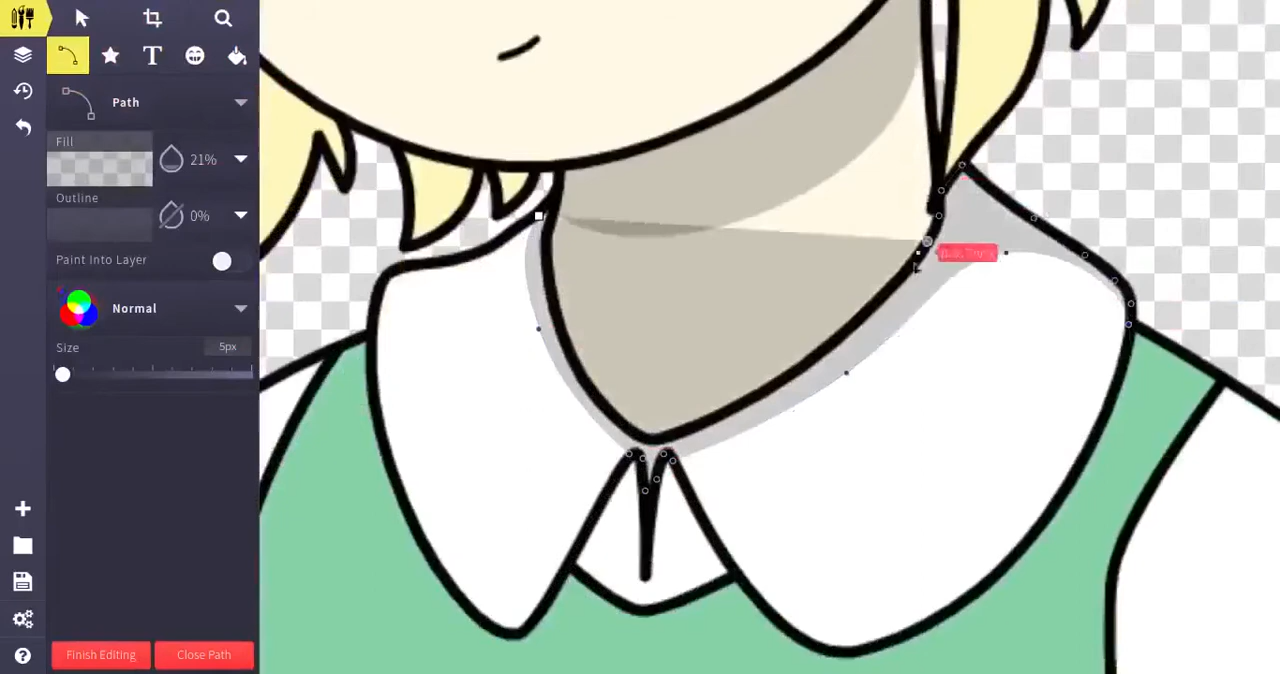 T
Path
Fill
21%
Outline
0%
Paint Into Layer
Normal
Size
5px
?
Finish Editing
Close Path